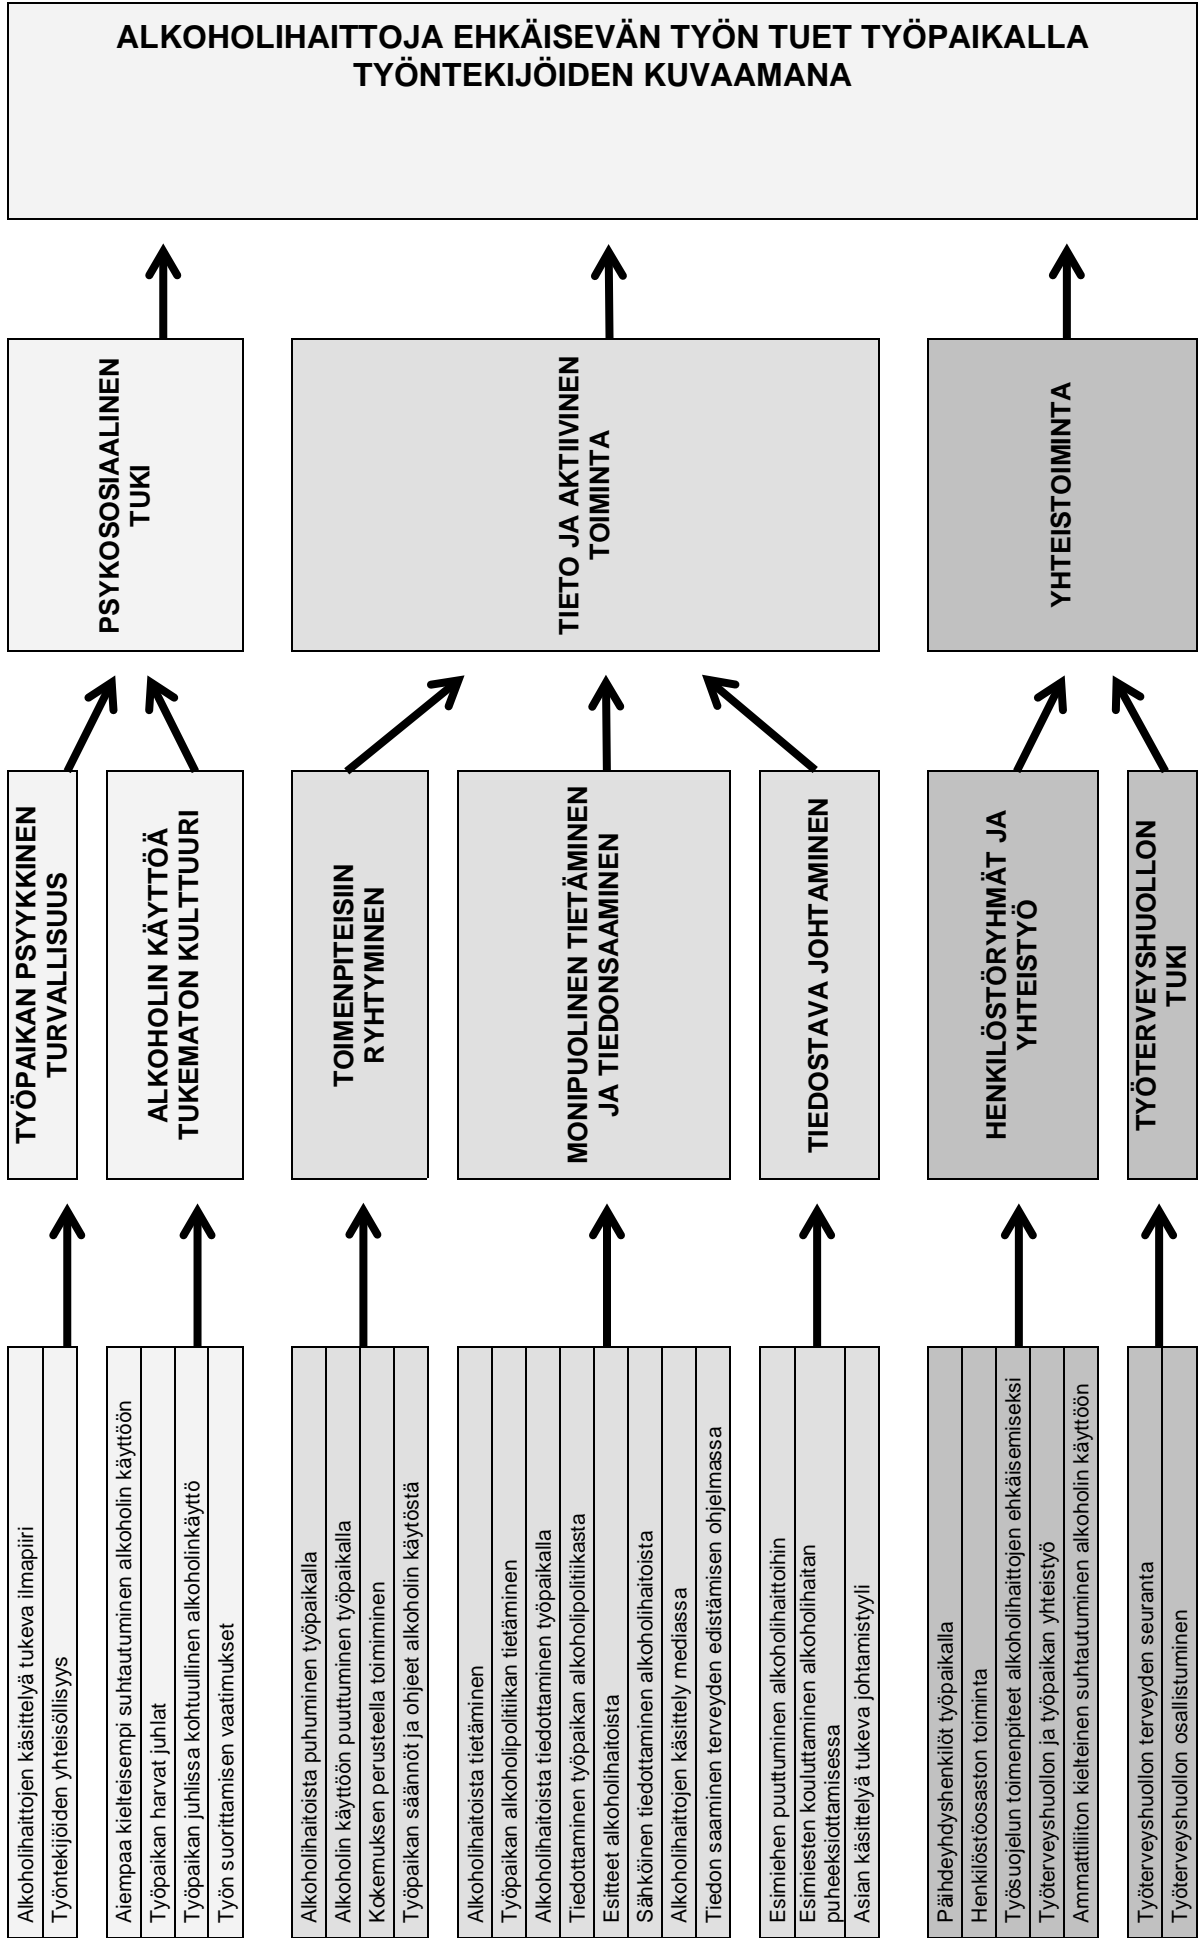 ALKOHOLIHAITTOJA EHKÄISEVÄN TYÖN TUET TYÖPAIKALLA
TYÖNTEKIJÖIDEN KUVAAMANA
PSYKOSOSIAALINEN
TUKI
TIETO JA AKTIIVINEN
TOIMINTA
YHTEISTOIMINTA
TYÖPAIKAN PSYYKKINEN
TURVALLISUUS
ALKOHOLIN KÄYTTÖÄ
TUKEMATON KULTTUURI
TOIMENPITEISIIN
RYHTYMINEN
MONIPUOLINEN TIETÄMINEN
JA TIEDONSAAMINEN
TIEDOSTAVA JOHTAMINEN
HENKILÖSTÖRYHMÄT JA
YHTEISTYÖ
TYÖTERVEYSHUOLLON
TUKI
Alkoholihaittojen käsittelyä tukeva ilmapiiri
Työntekijöiden yhteisöllisyys
Aiempaa kielteisempi suhtautuminen alkoholin käyttöön
Työpaikan harvat juhlat
Työpaikan juhlissa kohtuullinen alkoholinkäyttö
Työn suorittamisen vaatimukset
Alkoholihaitoista puhuminen työpaikalla
Alkoholin käyttöön puuttuminen työpaikalla
Kokemuksen perusteella toimiminen
Työpaikan säännöt ja ohjeet alkoholin käytöstä
Alkoholihaitoista tietäminen
Työpaikan alkoholipolitiikan tietäminen
Alkoholihaitoista tiedottaminen työpaikalla
Tiedottaminen työpaikan alkoholipolitiikasta
Esitteet alkoholihaitoista
Sähköinen tiedottaminen alkoholihaitoista
Alkoholihaittojen käsittely mediassa
Tiedon saaminen terveyden edistämisen ohjelmassa
Esimiehen puuttuminen alkoholihaittoihin
Esimiesten kouluttaminen alkoholihaitan
puheeksiottamisessa
Asian käsittelyä tukeva johtamistyyli
Päihdeyhdyshenkilöt työpaikalla
Henkilöstöosaston toiminta
Työsuojelun toimenpiteet alkoholihaittojen ehkäisemiseksi
Työterveyshuollon ja työpaikan yhteistyö
Ammattiliiton kielteinen suhtautuminen alkoholin käyttöön
Työterveyshuollon terveyden seuranta
Työterveyshuollon osallistuminen